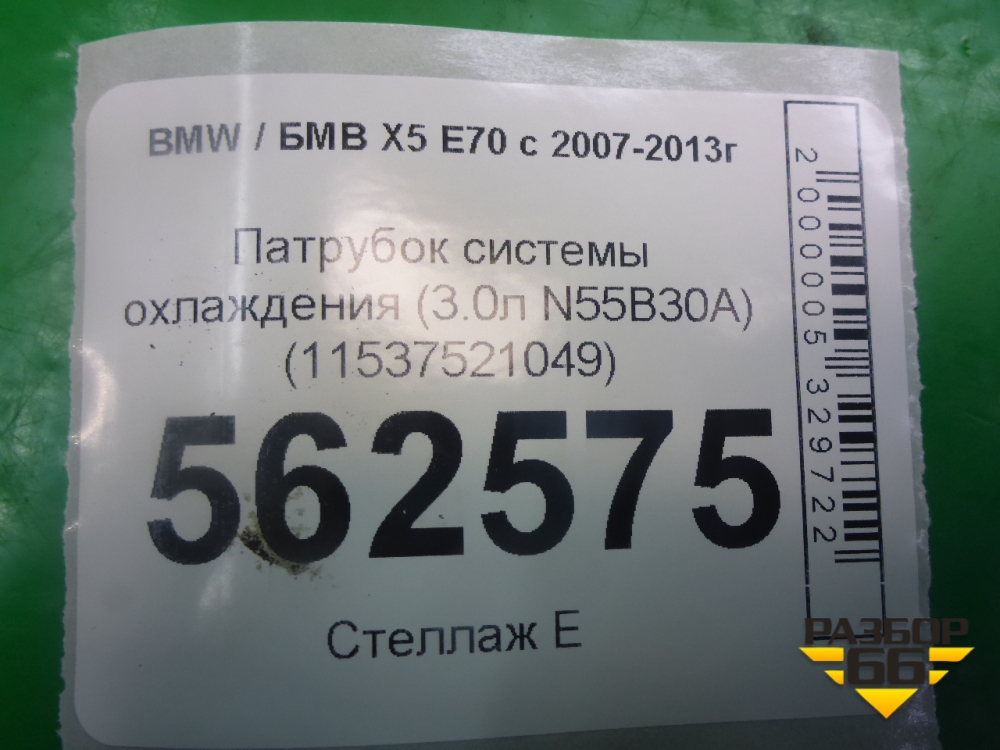 BMW / БМВ X5 E70 с 2007-2013г
Патрубок системы
охлаждения (3.0л N55B30A)
(11537521049)
562575
Стеллаж Е
2000005329722
РАЗБОР
66